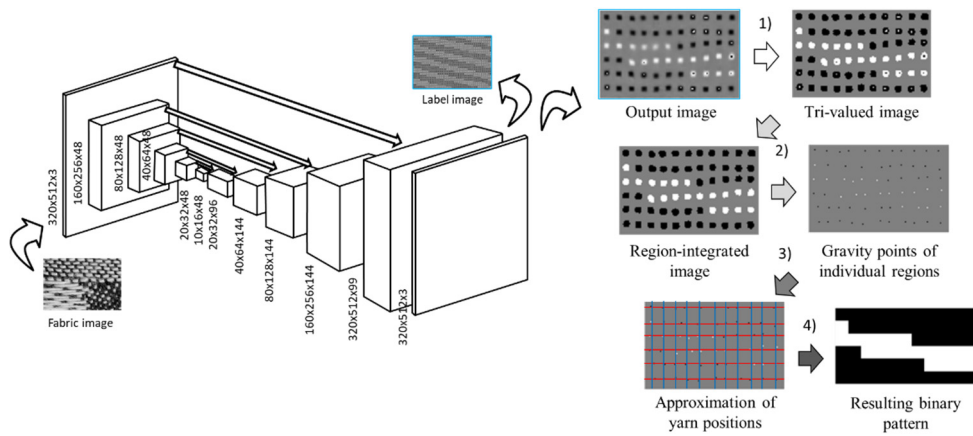 320x512x3
160x256x48
80x128x48
40x64x48
20x32x48
10x16x48
20x32x96
40x64x144
80x128x144
160x256x144
320x512x99
320x512x3
Fabric image
Label image
Output image
1)
Tri-valued image
2)
Region-integrated
image
Gravity points of
individual regions
3)
Approximation of
yarn positions
4)
Resulting binary
pattern